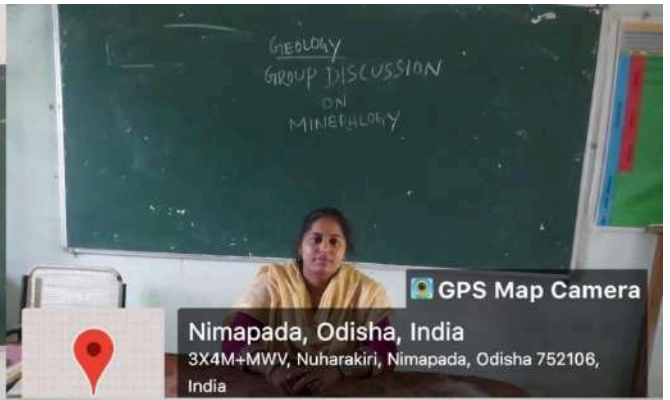 GEOLOGY
GROUP DISCUSSION
ON
MINERALOGY
GPS Map Camera
Nimapada, Odisha, India
3X4M+MWV, Nuharakiri, Nimapada, Odisha 752106,
India